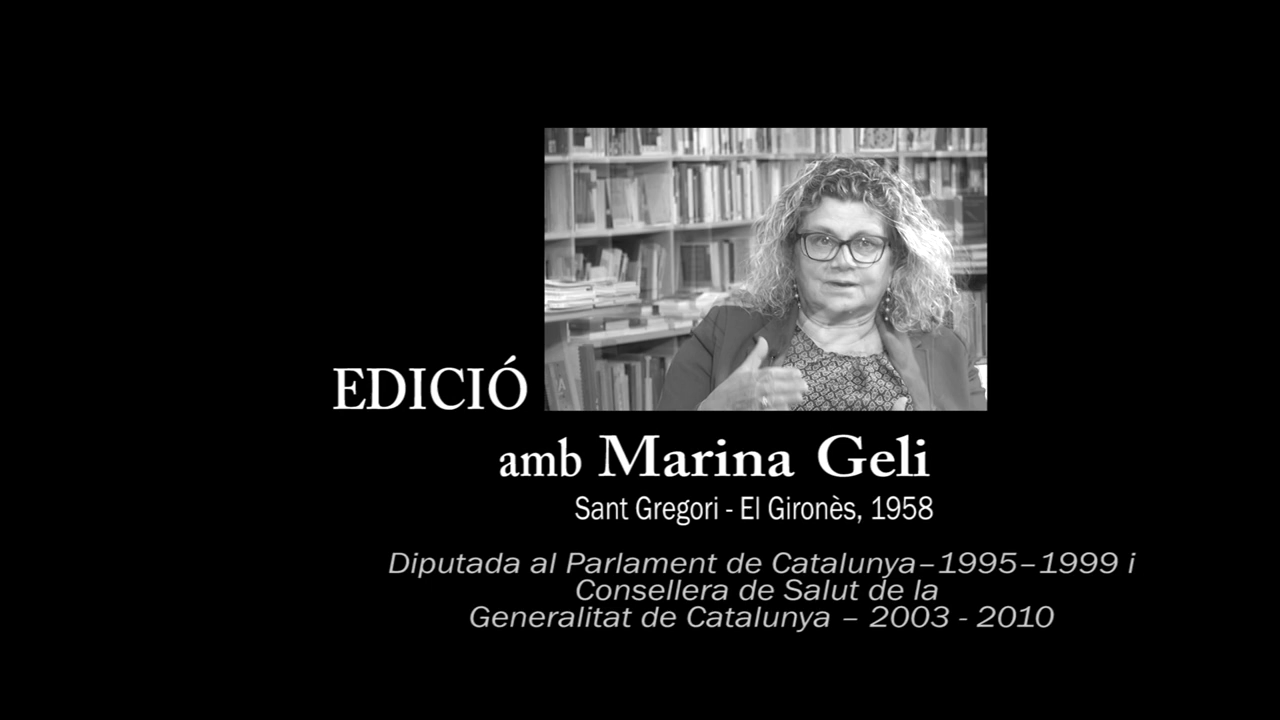 EDICIÓ
amb Marina Geli
Sant Gregori - El Gironès, 1958
Diputada al Parlament de Catalunya–1995–1999 i
Consellera de Salut de la
Generalitat de Catalunya – 2003 - 2010